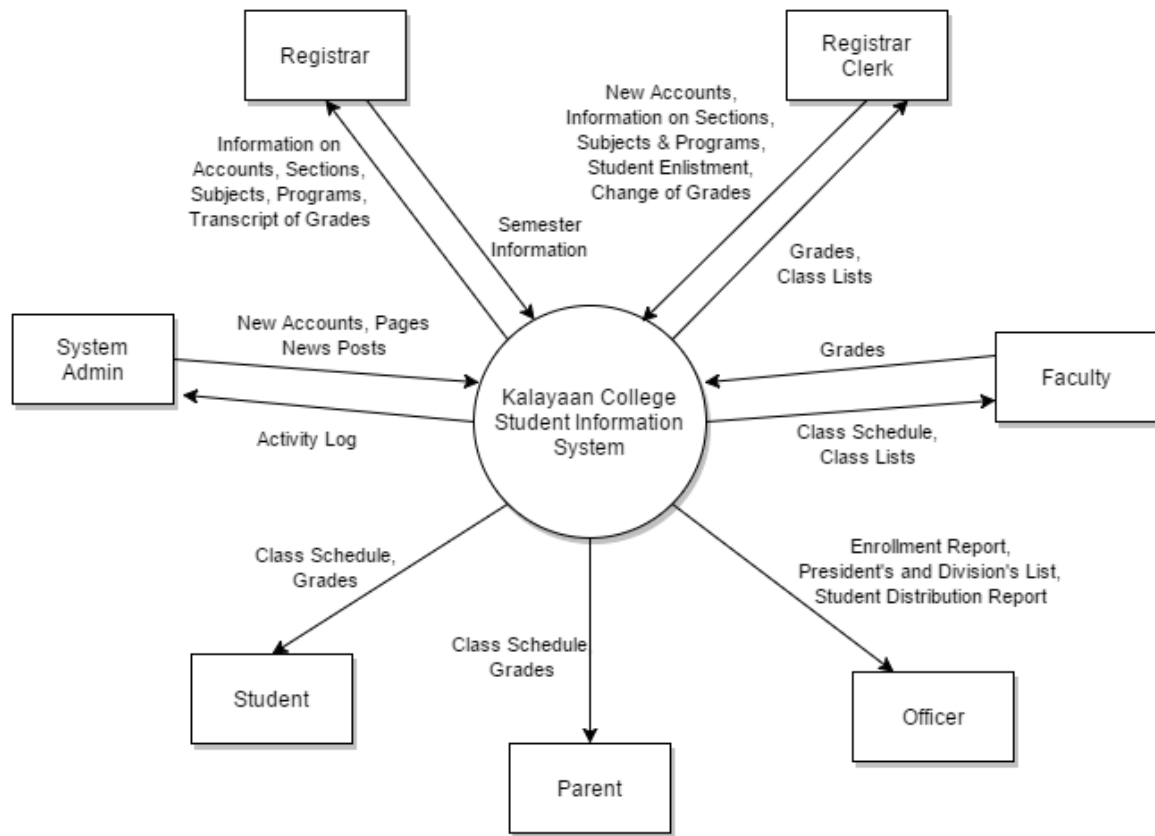 Registrar
Registrar
Clerk
New Accounts,
Information on Sections,
Subjects & Programs,
Student Enlistment,
Change of Grades
Information on
Accounts, Sections,
Subjects, Programs,
Transcript of Grades
Semester
Information
Grades,
Class Lists
System
Admin
New Accounts, Pages
News Posts
Activity Log
Kalayaan College
Student Information
System
Grades
Faculty
Class Schedule,
Class Lists
Class Schedule,
Grades
Student
Class Schedule
Grades
Parent
Enrollment Report,
President's and Division's List,
Student Distribution Report
Officer